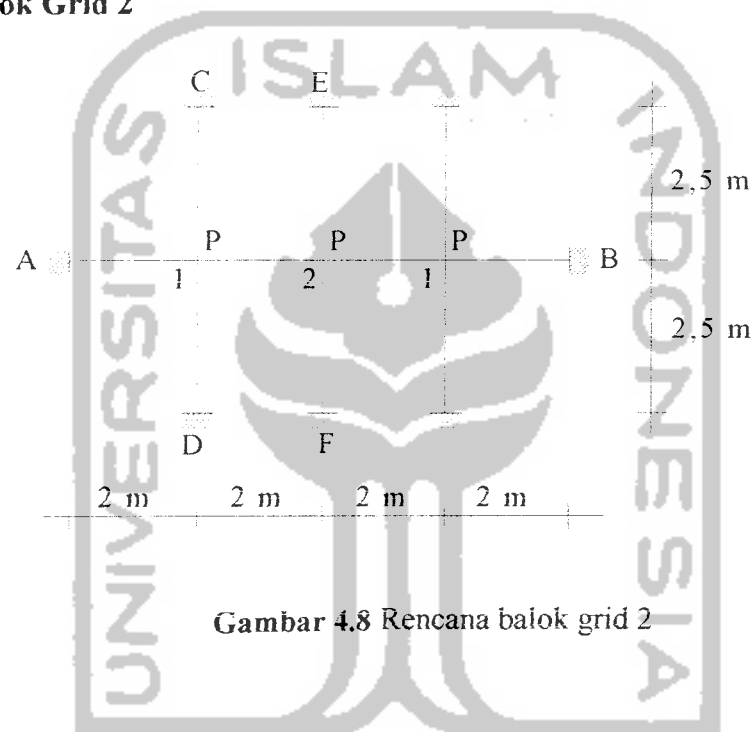 ok Grid 2
ISLAM
UNIVERSITAS
INDONESIA
C E
2,5 m
A P P P B
1 2 1
2,5 m
D F
2 m 2 m 2 m 2 m
Gambar 4.8 Rencana balok grid 2